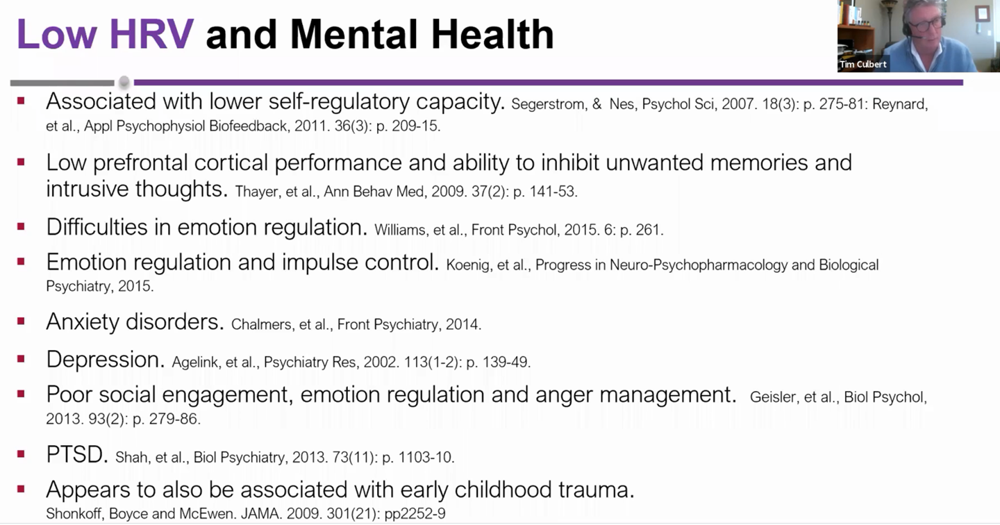 Low HRV and Mental Health
Tim Culbert
▪ Associated with lower self-regulatory capacity. Segerstrom, & Nes, Psychol Sci, 2007. 18(3): p. 275-81: Reynard,
et al., Appl Psychophysiol Biofeedback, 2011. 36(3): p. 209-15.
▪ Low prefrontal cortical performance and ability to inhibit unwanted memories and
intrusive thoughts. Thayer, et al., Ann Behav Med, 2009. 37(2): p. 141-53.
▪ Difficulties in emotion regulation. Williams, et al., Front Psychol, 2015. 6: p. 261.
▪ Emotion regulation and impulse control. Koenig, et al., Progress in Neuro-Psychopharmacology and Biological
Psychiatry, 2015.
▪ Anxiety disorders. Chalmers, et al., Front Psychiatry, 2014.
▪ Depression. Agelink, et al., Psychiatry Res, 2002. 113(1-2): p. 139-49.
▪ Poor social engagement, emotion regulation and anger management. Geisler, et al., Biol Psychol,
2013. 93(2): p. 279-86.
▪ PTSD. Shah, et al., Biol Psychiatry, 2013. 73(11): p. 1103-10.
▪ Appears to also be associated with early childhood trauma.
Shonkoff, Boyce and McEwen. JAMA. 2009. 301(21): pp2252-9